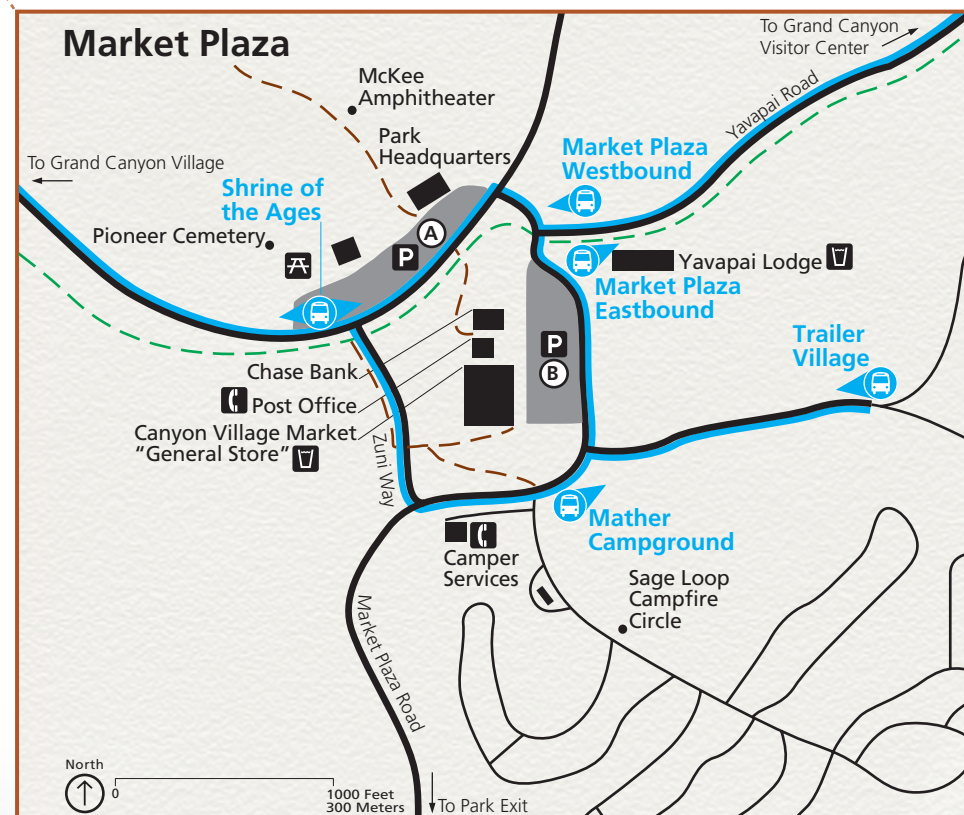 Market Plaza
To Grand Canyon
Visitor Center
McKee
Amphitheater
Yavapai Road
Park
Headquarters
Market Plaza
Westbound
To Grand Canyon Village
Shrine of
the Ages
Pioneer Cemetery
A
P
Yavapai Lodge
Market Plaza
Eastbound
Trailer
Village
P
B
Chase Bank
Post Office
Canyon Village Market
“General Store”
Zuni Way
Mather
Campground
Camper
Services
Sage Loop
Campfire
Circle
Market Plaza Road
North
0
1000 Feet
300 Meters
To Park Exit